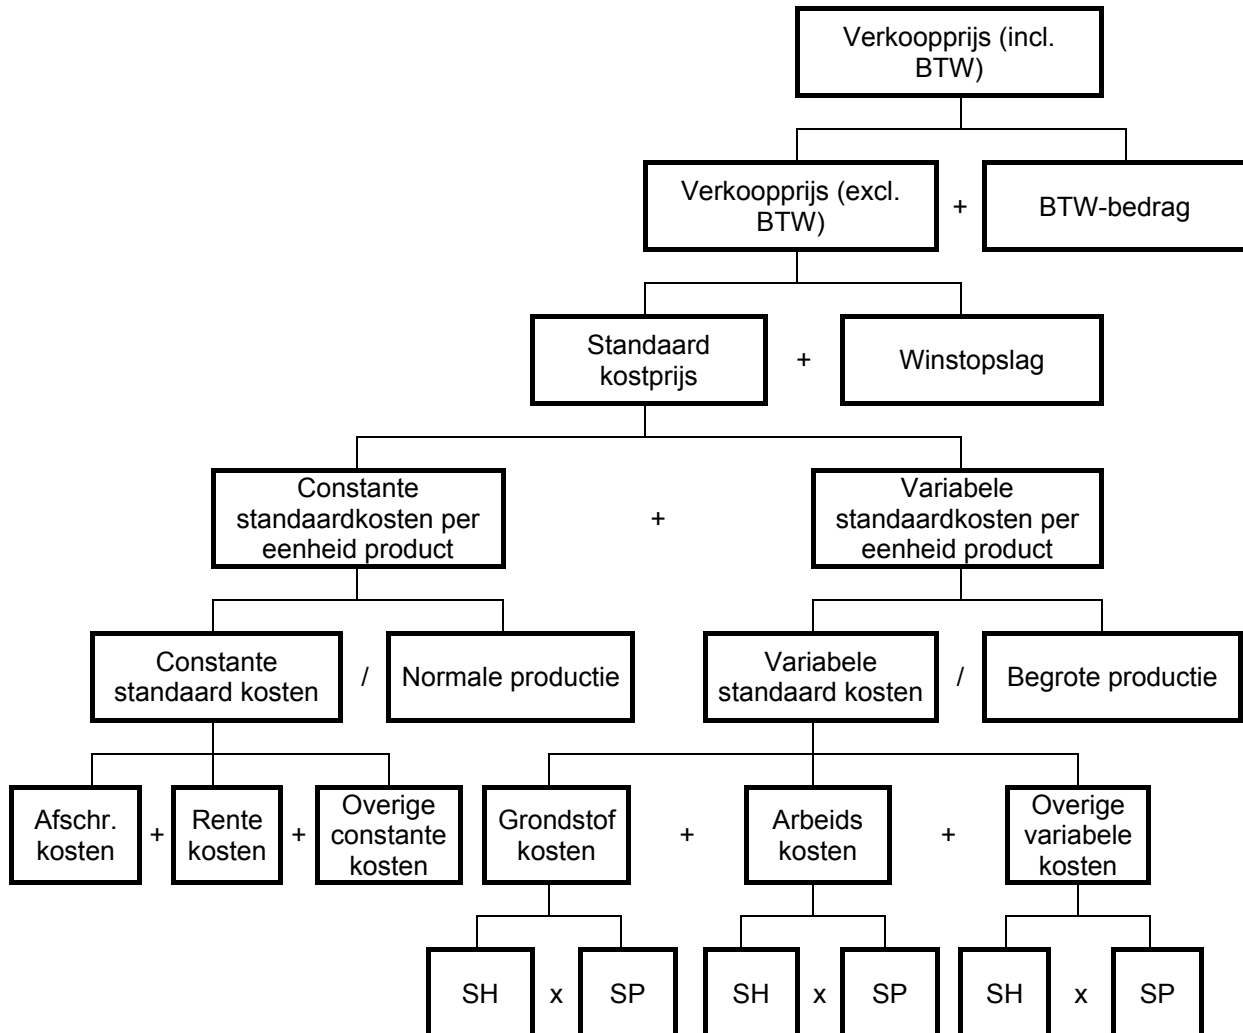 Verkoopprijs (incl.
BTW)
Verkoopprijs (excl.
BTW)
+
BTW-bedrag
Standaard
kostprijs
+
Winstopslag
Constante
standaardkosten per
eenheid product
+
Variabele
standaardkosten per
eenheid product
Constante
standaard kosten
/
Normale productie
Variabele
standaard kosten
/
Begrote productie
Afschr.
kosten
+
Rente
kosten
+
Overige
constante
kosten
Grondstof
kosten
+
Arbeids
kosten
+
Overige
variabele
kosten
SH
x
SP
SH
x
SP
SH
x
SP